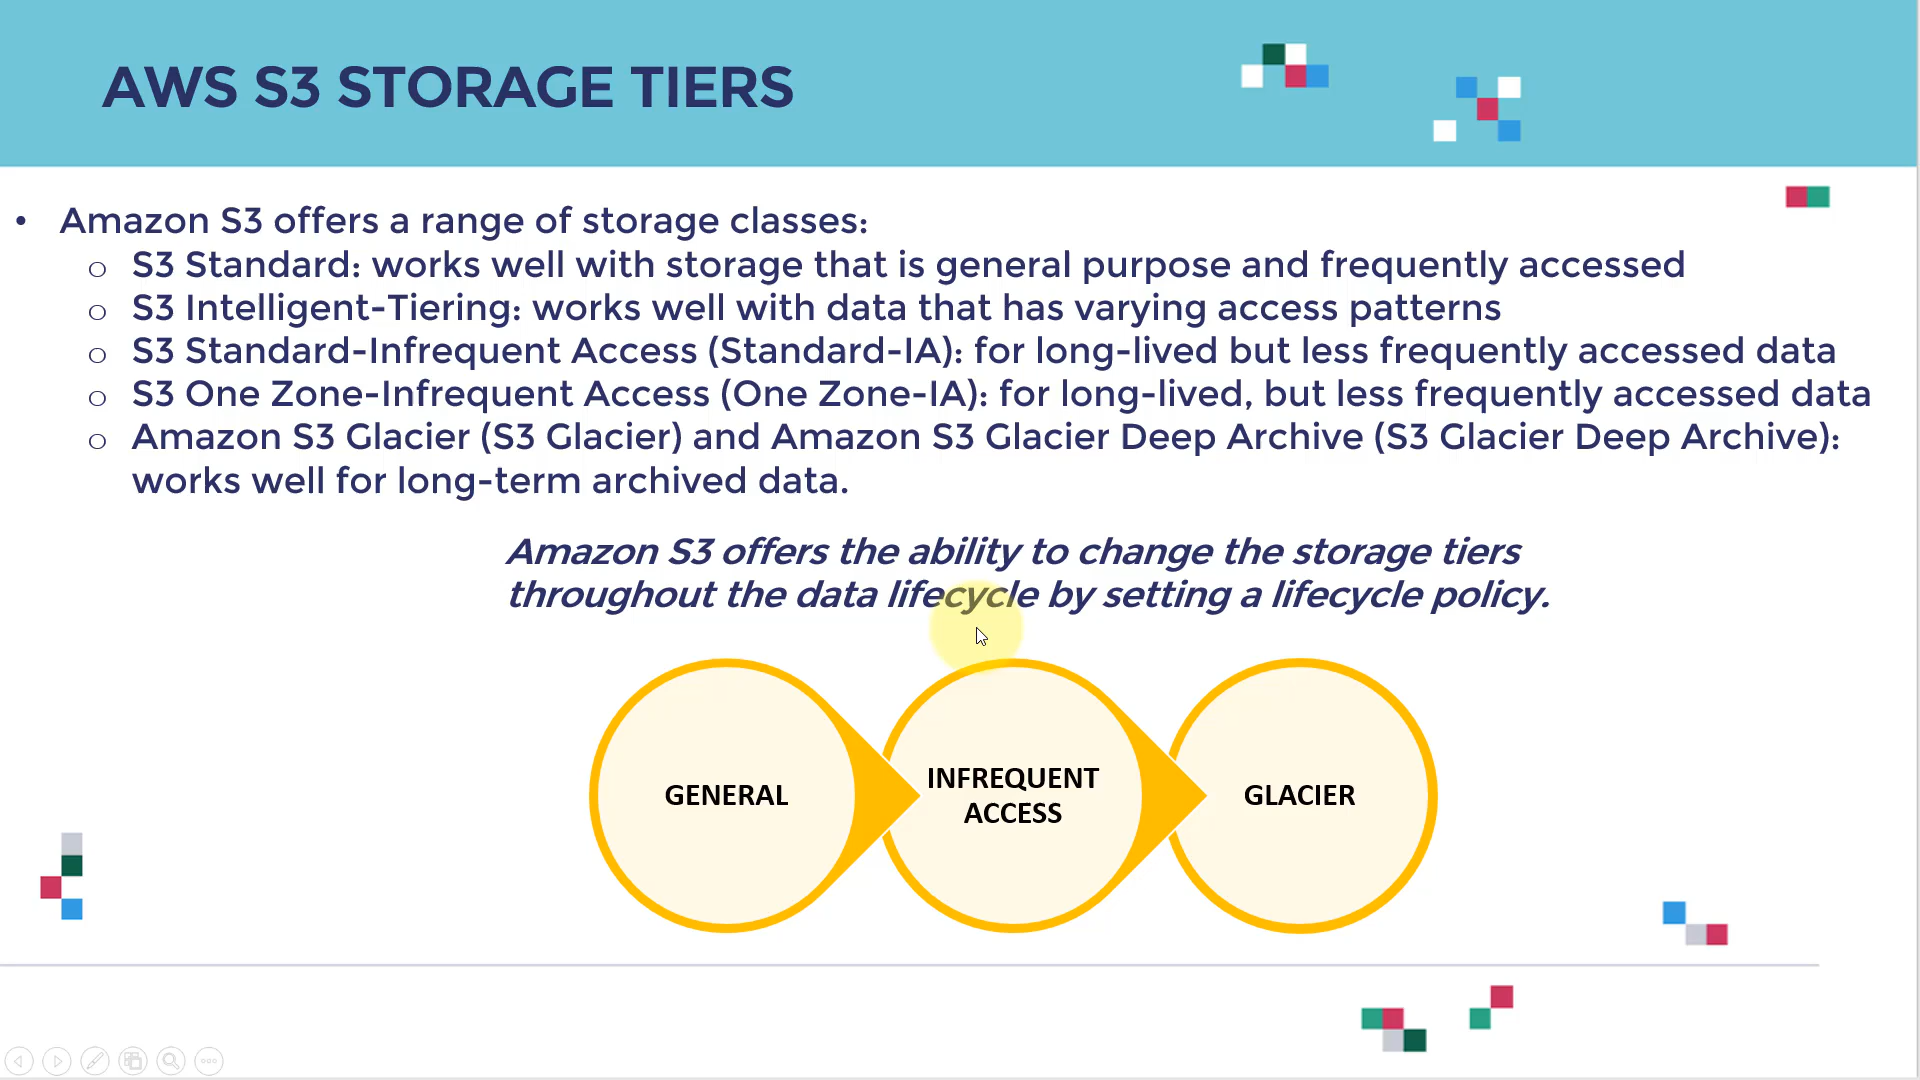 AWS S3 STORAGE TIERS
• Amazon S3 offers a range of storage classes:
o S3 Standard: works well with storage that is general purpose and frequently accessed
o S3 Intelligent-Tiering: works well with data that has varying access patterns
o S3 Standard-Infrequent Access (Standard-IA): for long-lived but less frequently accessed data
o S3 One Zone-Infrequent Access (One Zone-IA): for long-lived, but less frequently accessed data
o Amazon S3 Glacier (S3 Glacier) and Amazon S3 Glacier Deep Archive (S3 Glacier Deep Archive):
works well for long-term archived data.
Amazon S3 offers the ability to change the storage tiers
throughout the data lifecycle by setting a lifecycle policy.
GENERAL
INFREQUENT
ACCESS
GLACIER